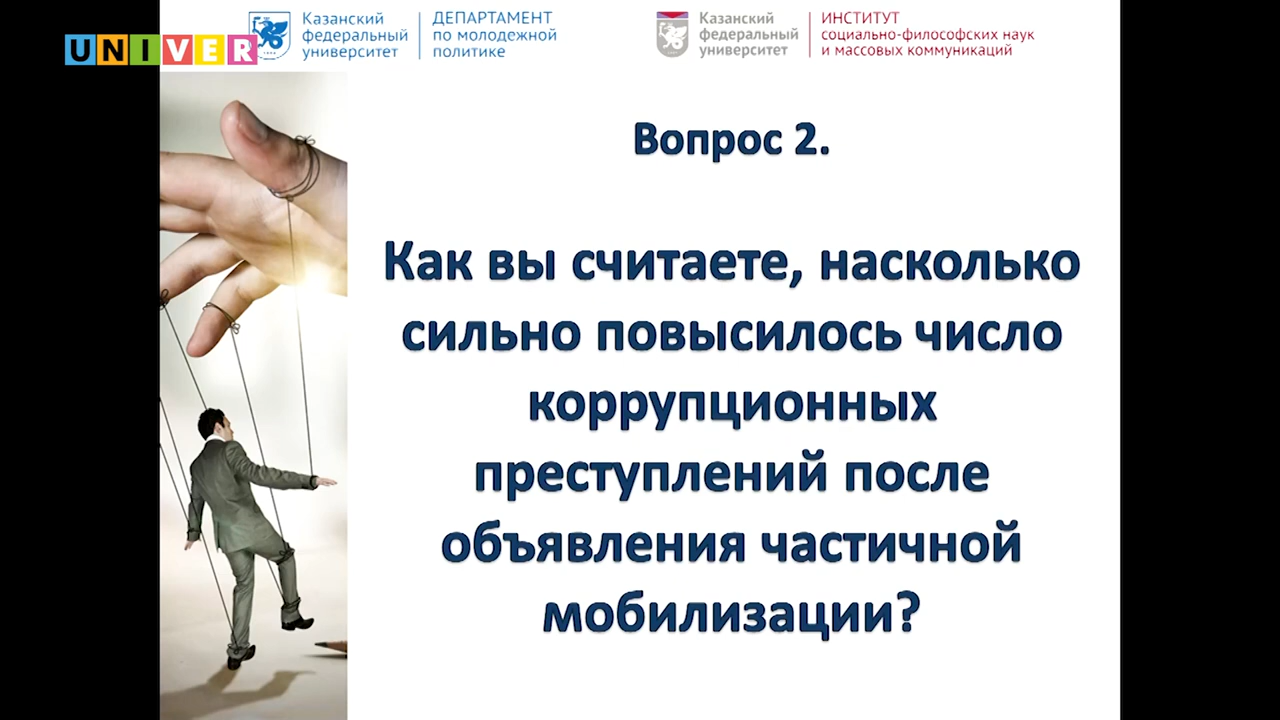 UNIVER
Казанский
федеральный
университет
ДЕПАРТАМЕНТ
по молодежной
политике
Казанский
федеральный
университет
ИНСТИТУТ
социально-философских наук
и массовых коммуникаций
Вопрос 2.
Как вы считаете, насколько
сильно повысилось число
коррупционных
преступлений после
объявления частичной
мобилизации?